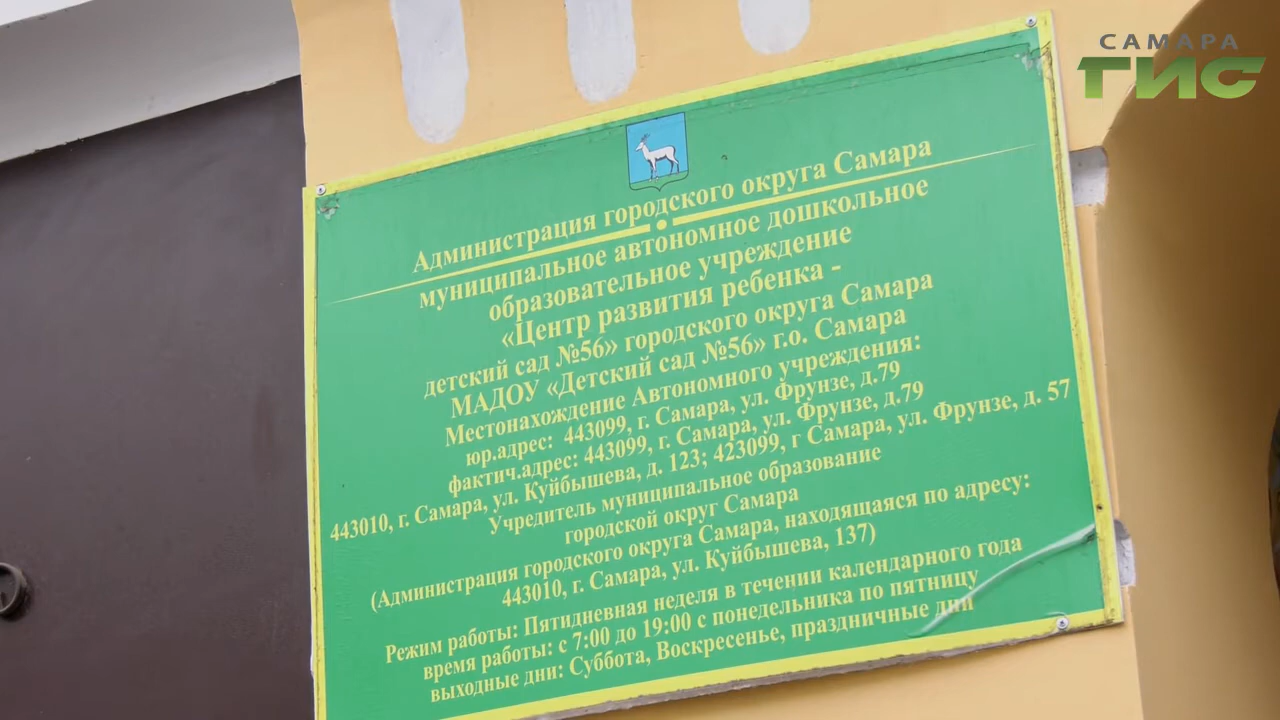 САМАРА
ГИС
Администрация городского округа Самара
муниципальное автономное дошкольное
образовательное учреждение
«Центр развития ребенка -
детский сад №56» городского округа Самара
МАДОУ «Детский сад №56» г.о. Самара
Местонахождение Автономного учреждения:
юр.адрес: 443099, г. Самара, ул. Фрунзе, д.79
фактич.адрес: 443099, г. Самара, ул. Фрунзе, д.79
443010, г. Самара, ул. Куйбышева, д. 123; 423099, г Самара, ул. Фрунзе, д. 57
Учредитель муниципальное образование
городской округ Самара
(Администрация городского округа Самара, находящаяся по адресу:
443010, г. Самара, ул. Куйбышева, 137)
Режим работы: Пятидневная неделя в течении календарного года
время работы: с 7:00 до 19:00 с понедельника по пятницу
выходные дни: Суббота, Воскресенье, праздничные дни